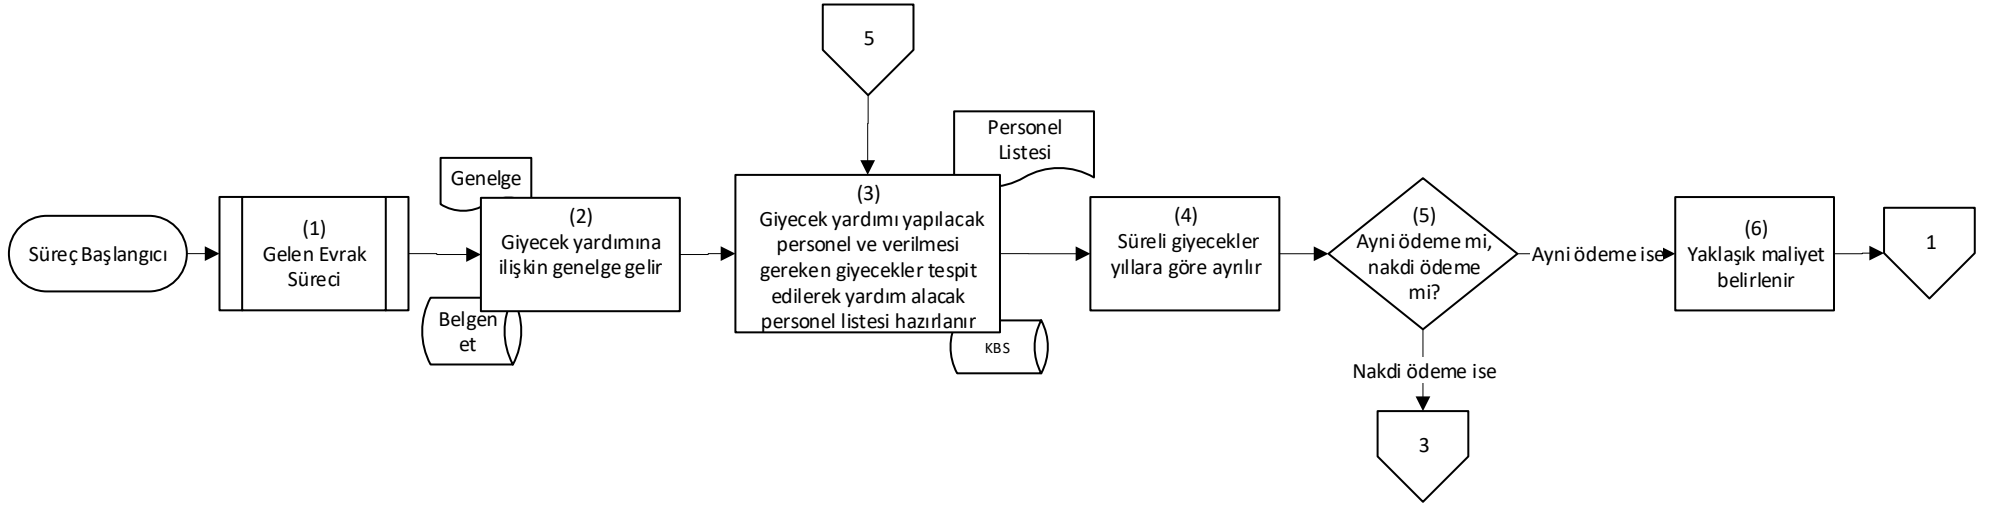 Süreç Başlangıcı
(1)
Gelen Evrak
Süreci
Genelge
(2)
Giyecek yardımına
ilişkin genelge gelir
Belgen
et
5
(3)
Giyecek yardımı yapılacak
personel ve verilmesi
gereken giyecekler tespit
edilerek yardım alacak
personel listesi hazırlanır
Personel
Listesi
KBS
(4)
Süreli giyecekler
yıllara göre ayrılır
(5)
Ayni ödeme mi,
nakdi ödeme
mi?
Ayni ödeme ise
Nakdi ödeme ise
3
(6)
Yaklaşık maliyet
belirlenir
1